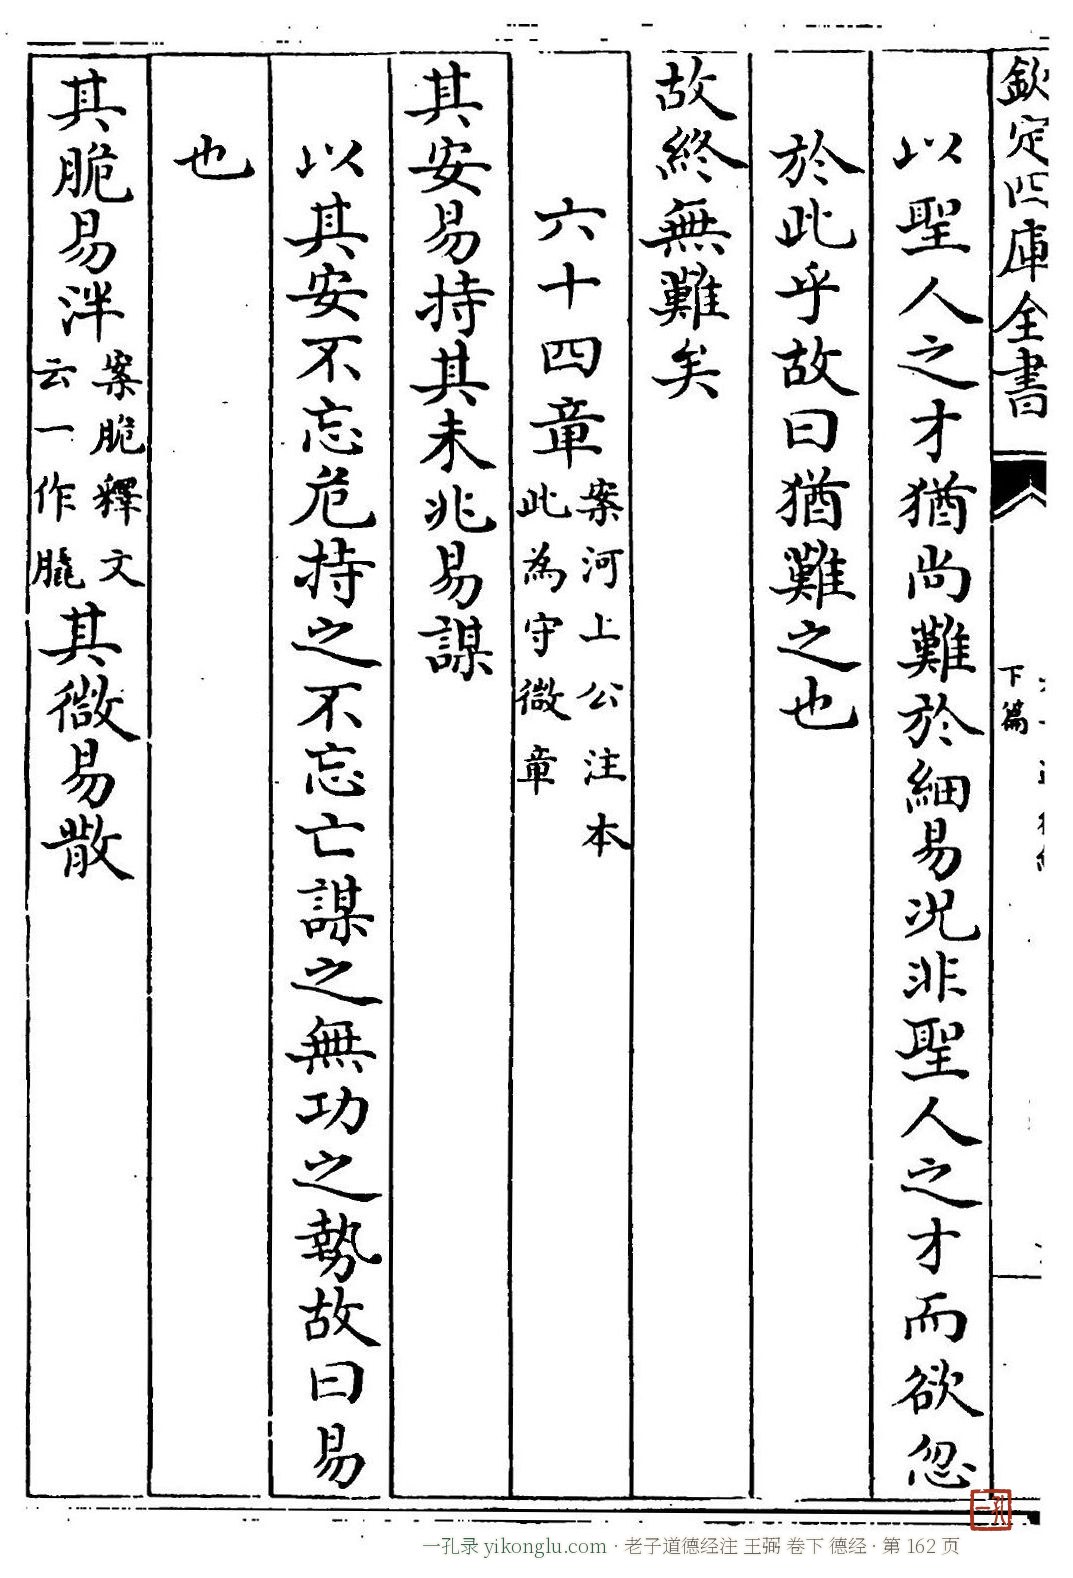 欽定四庫全書
下篇
以聖人之才猶尚難於細易況非聖人之才而欲忽
於此乎故曰猶難之也
故終無難矣
六十四章案河上公注本此為守微章
其安易持其未兆易謀
以其安不忘危持之不忘亡謀之無功之勢故曰易
也
其脆易泮案脆釋文云一作脃其微易散
一孔录 yikonglu.com · 老子道德经注 王弼 卷下 德经 · 第 162 页